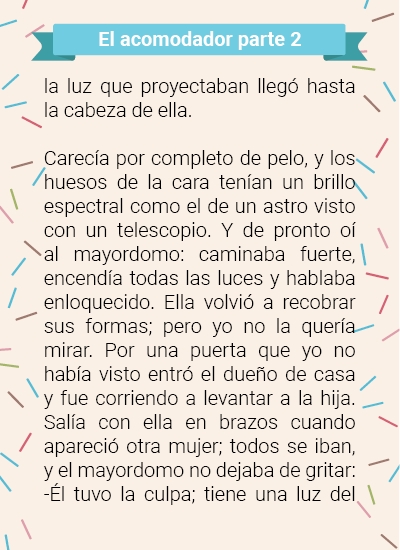 El acomodador parte 2
la luz que proyectaban llegó hasta
la cabeza de ella.
Carecía por completo de pelo, y los
huesos de la cara tenían un brillo
espectral como el de un astro visto
con un telescopio. Y de pronto oí
al mayordomo: caminaba fuerte,
encendía todas las luces y hablaba
enloquecido. Ella volvió a recobrar
sus formas; pero yo no la quería
mirar. Por una puerta que yo no
había visto entró el dueño de casa
y fue corriendo a levantar a la hija.
Salía con ella en brazos cuando
apareció otra mujer; todos se iban,
y el mayordomo no dejaba de gritar:
-Él tuvo la culpa; tiene una luz del